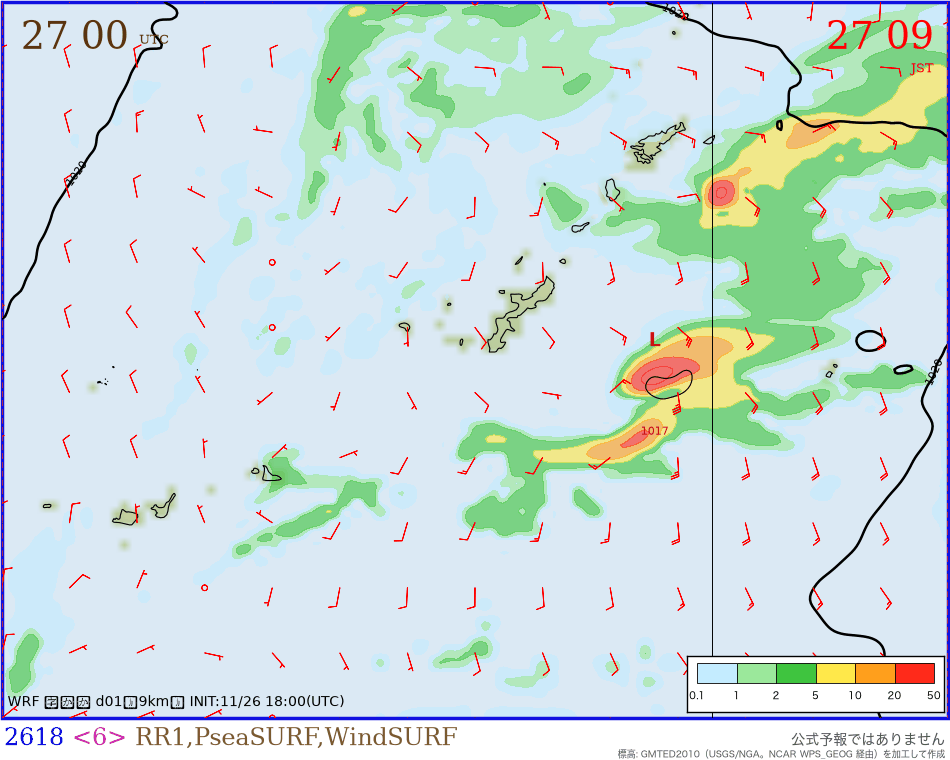 27 00 UTC
27 09
JST
1020
1020
1020
L
1017
WRF d01 9km INIT:11/26 18:00(UTC)
0.1 1 2 5 10 20 50
2618 <6> RR1,PseaSURF,WindSURF
公式予報ではありません
標高: GMTED2010（USGS/NGA。NCAR WPS_GEOG 経由）を加工して作成